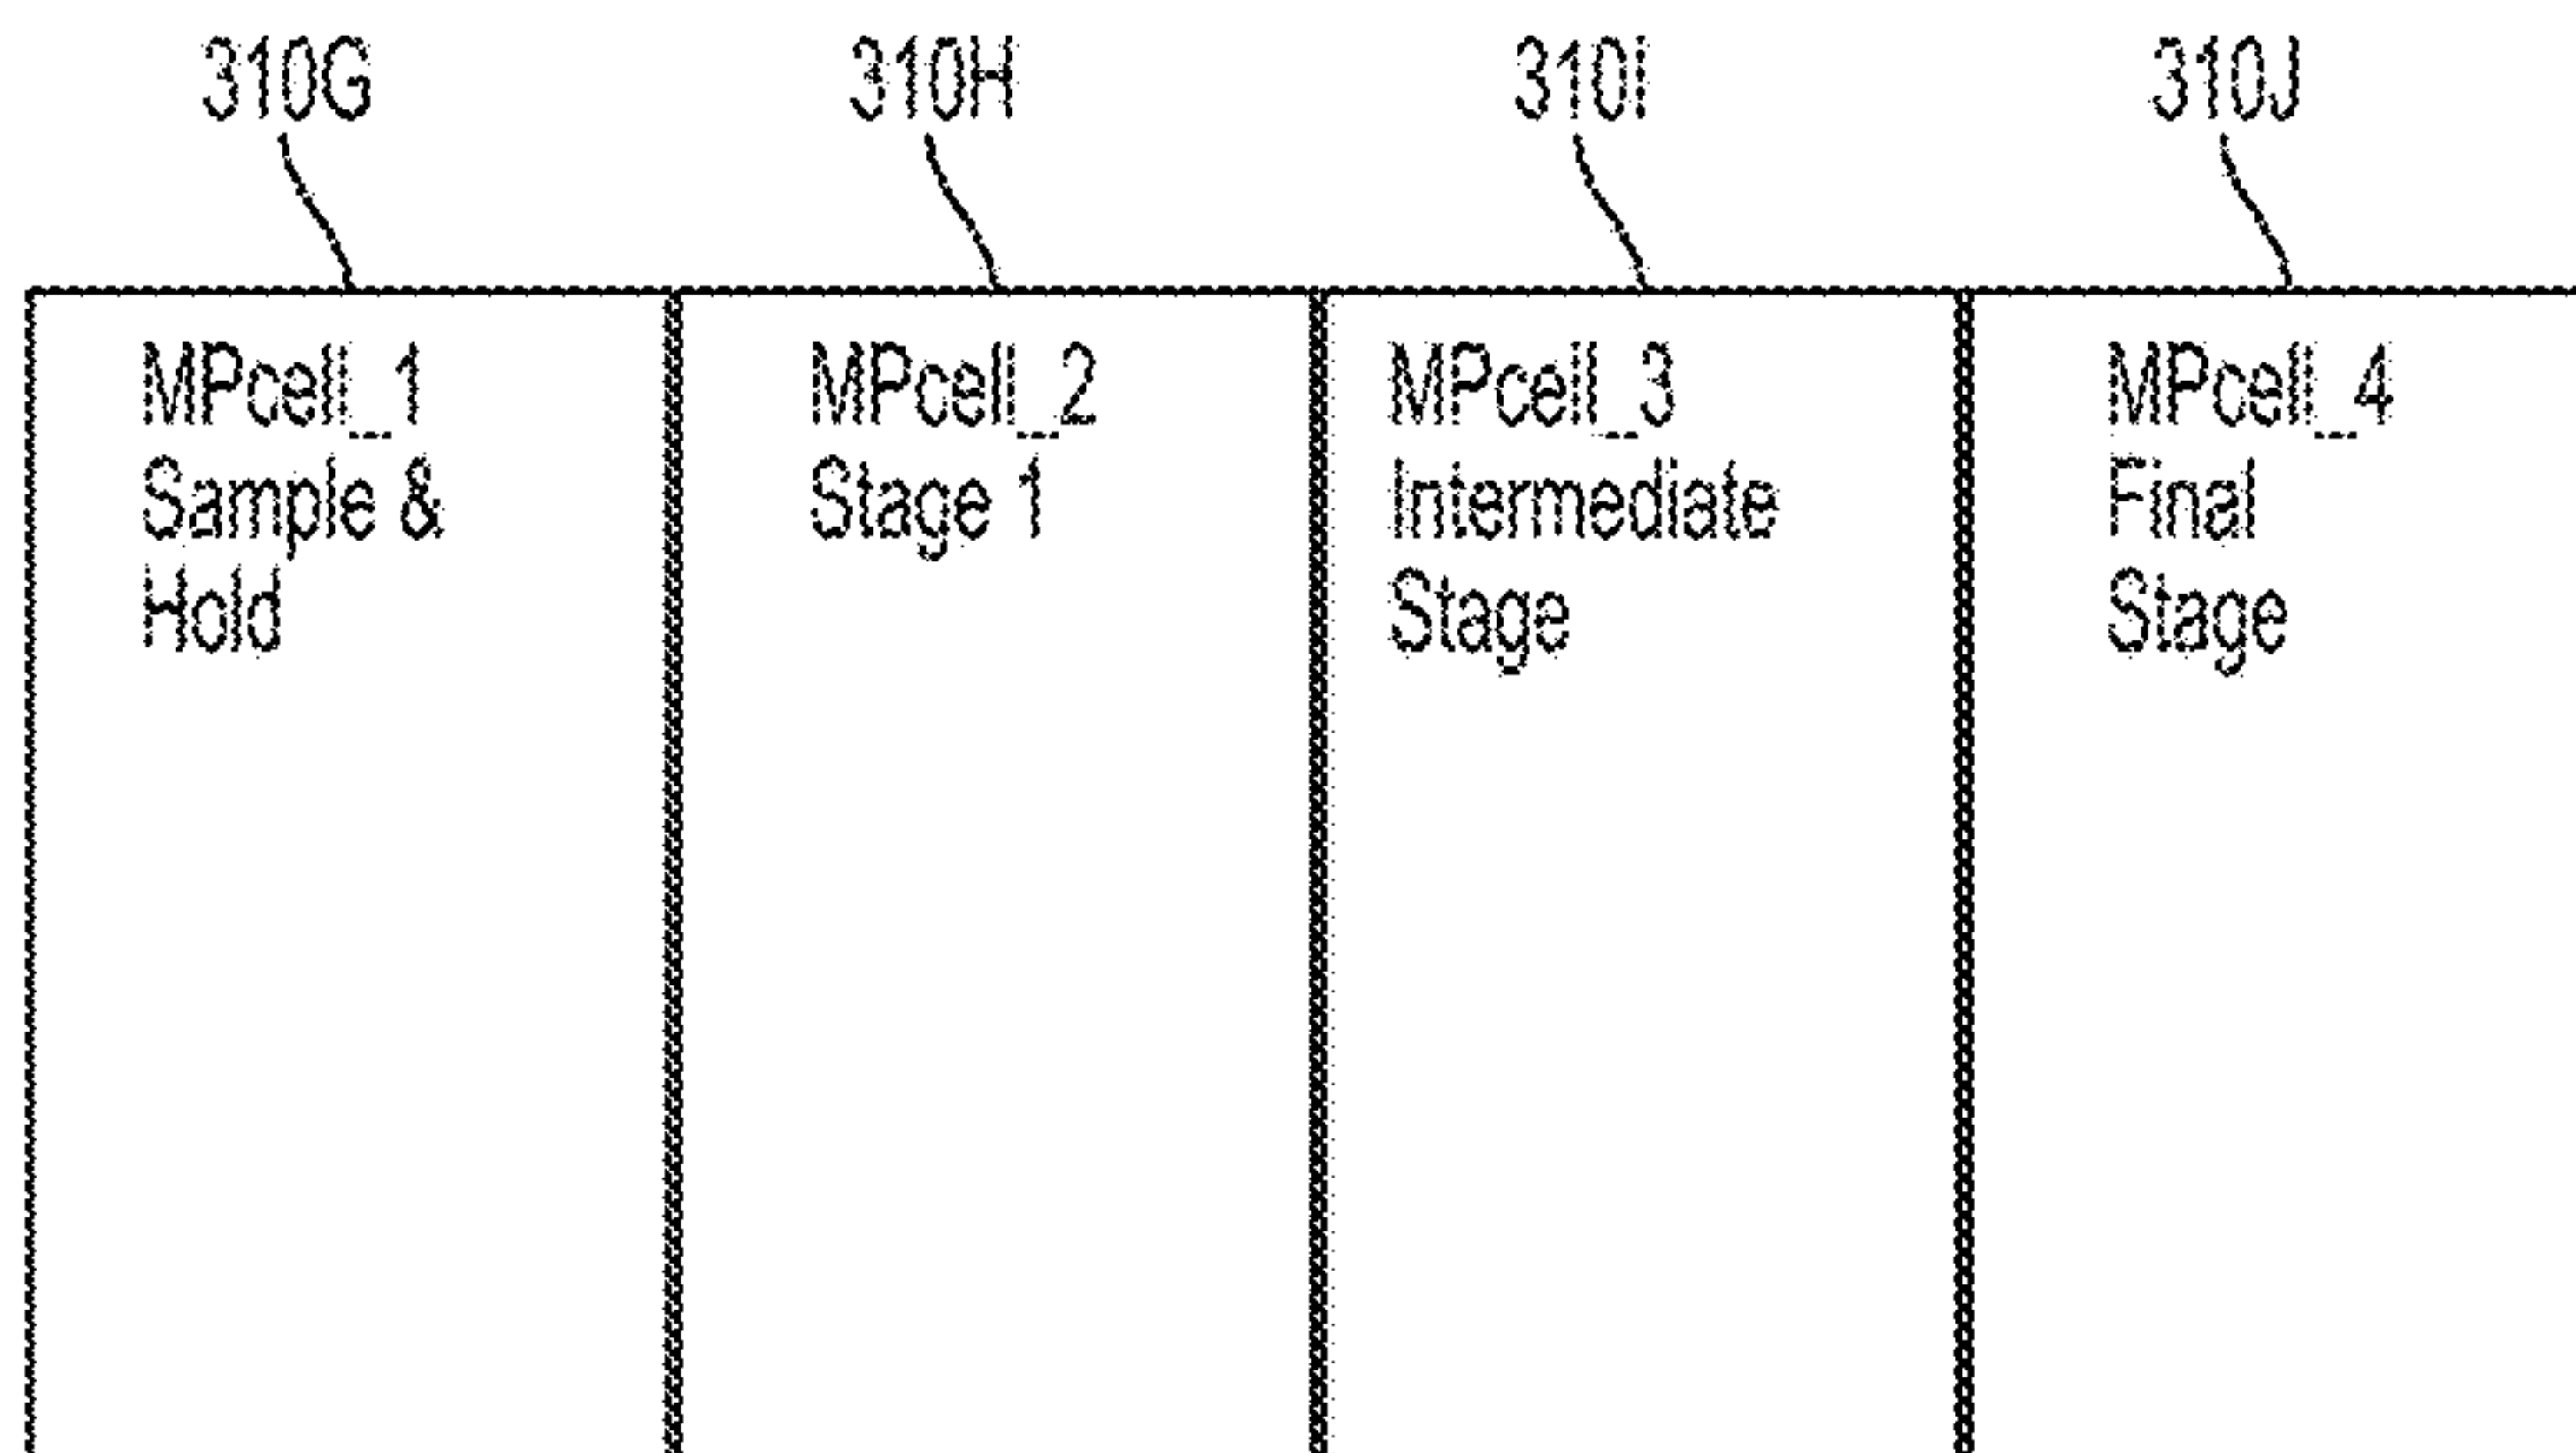 310G 310H 310I 310J
MPcell_1
Sample &
Hold
MPcell_2
Stage 1
MPcell_3
Intermediate
Stage
MPcell_4
Final
Stage